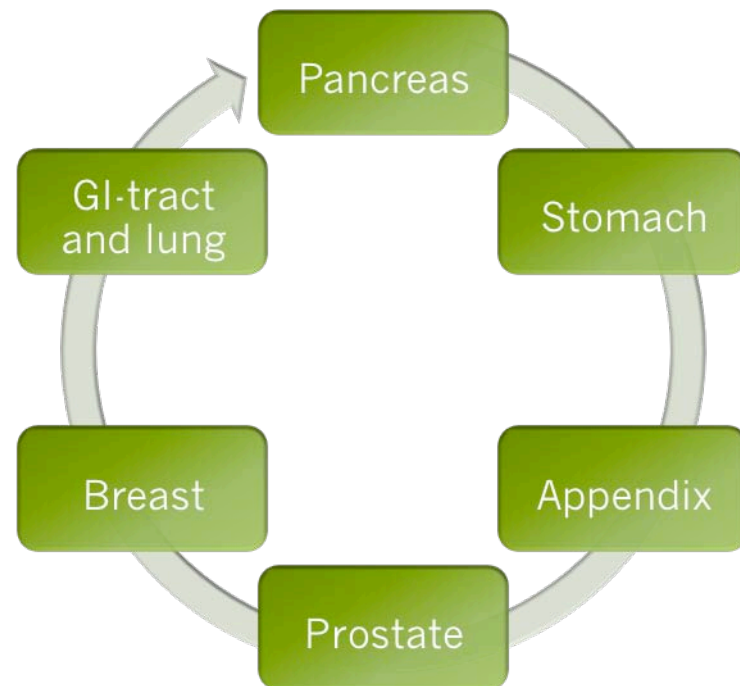 Pancreas
Stomach
Appendix
Prostate
Breast
GI-tract
and lung